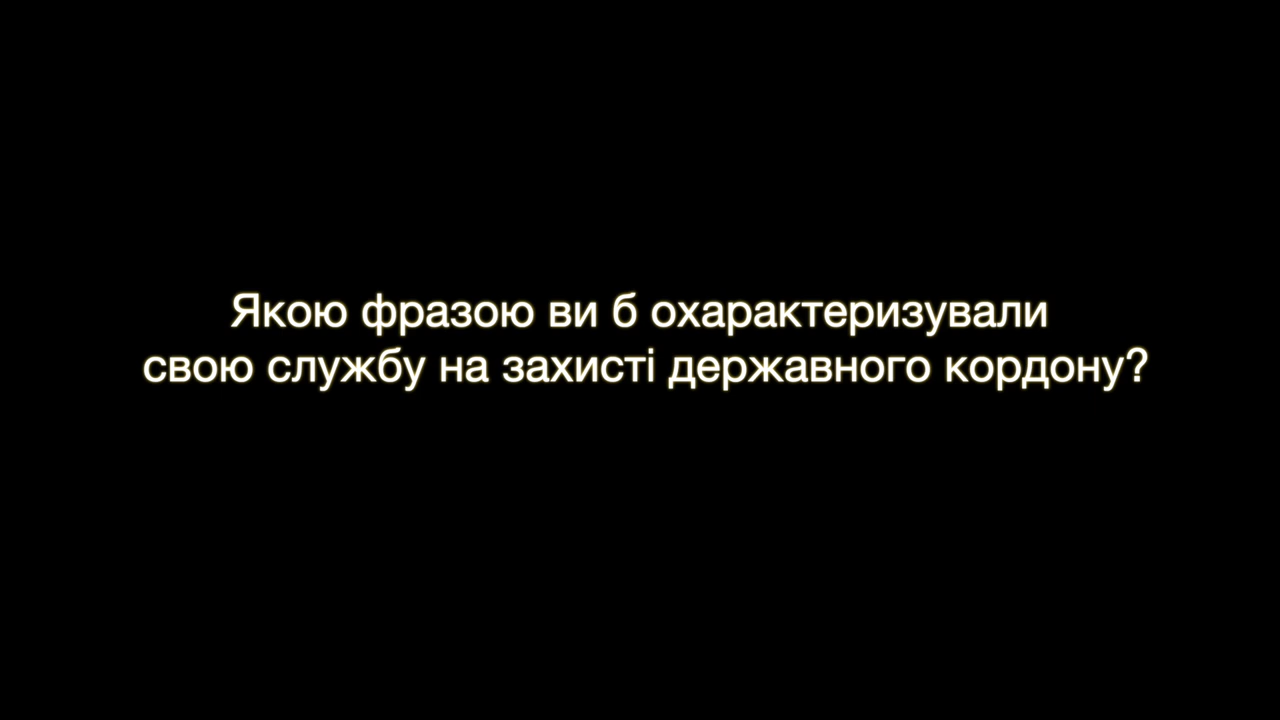 Якою фразою ви б охарактеризували
свою службу на захисті державного кордону?